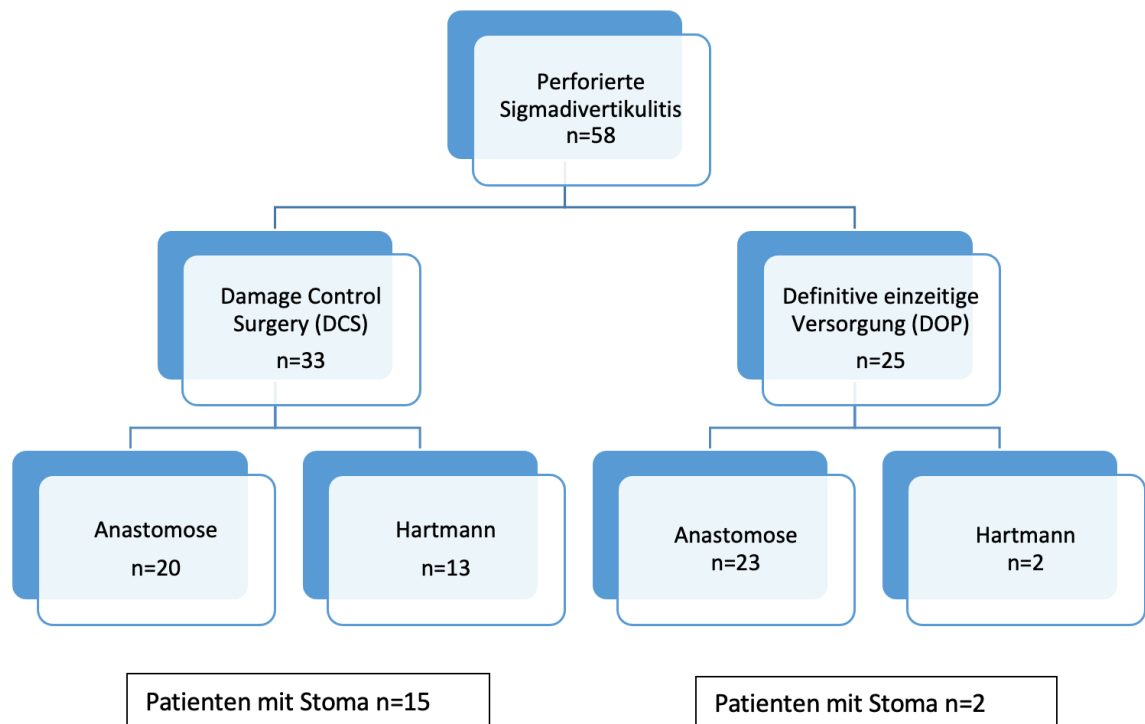 Perforierte
Sigmadivertikulitis
n=58
Damage Control
Surgery (DCS)
n=33
Definitive einzeitige
Versorgung (DOP)
n=25
Anastomose
n=20
Hartmann
n=13
Anastomose
n=23
Hartmann
n=2
Patienten mit Stoma n=15
Patienten mit Stoma n=2